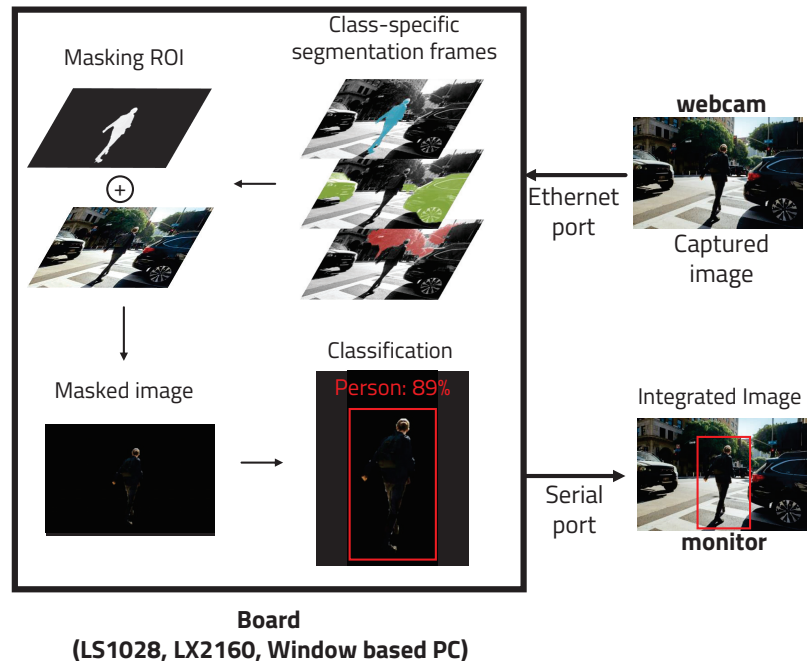 Masking ROI
Class-specific
segmentation frames
webcam
Ethernet
port
Captured
image
+
Masked image
Classification
Person: 89%
Integrated Image
Serial
port
monitor
Board
(LS1028, LX2160, Window based PC)